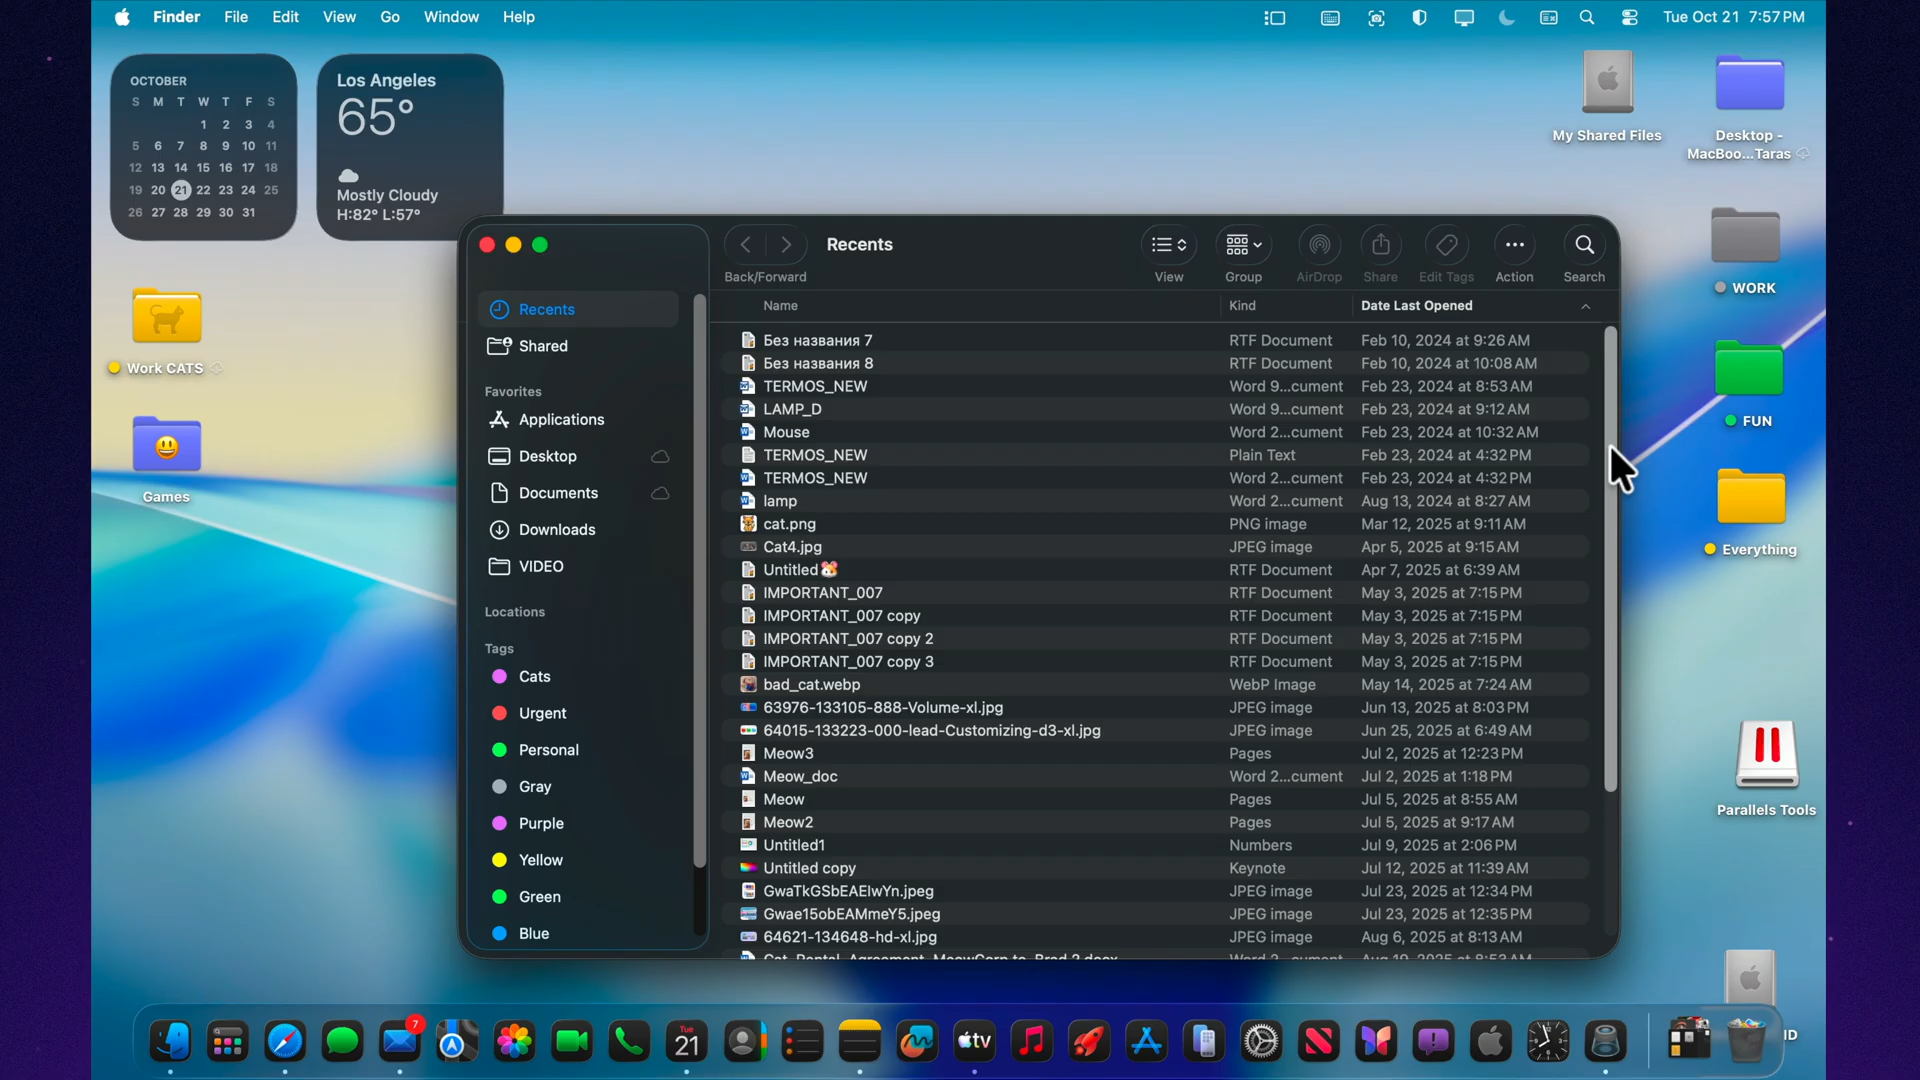 Finder File Edit View Go Window Help
Tue Oct 21 7:57 PM
OCTOBER
S M T W T F S
1 2 3 4
5 6 7 8 9 10 11
12 13 14 15 16 17 18
19 20 21 22 23 24 25
26 27 28 29 30 31
Los Angeles
65°
Mostly Cloudy
H:82° L:57°
Work CATS
Games
My Shared Files
Desktop -
MacBoo...Taras
WORK
FUN
Everything
Parallels Tools
Recents
Shared
Favorites
Applications
Desktop
Documents
Downloads
VIDEO
Locations
Tags
Cats
Urgent
Personal
Gray
Purple
Yellow
Green
Blue
Recents
Back/Forward View Group AirDrop Share Edit Tags Action Search
Name Kind Date Last Opened
Без названия 7 RTF Document Feb 10, 2024 at 9:26 AM
Без названия 8 RTF Document Feb 10, 2024 at 10:08 AM
TERMOS_NEW Word 9...cument Feb 23, 2024 at 8:53 AM
LAMP_D Word 9...cument Feb 23, 2024 at 9:12 AM
Mouse Word 2...cument Feb 23, 2024 at 10:32 AM
TERMOS_NEW Plain Text Feb 23, 2024 at 4:32 PM
TERMOS_NEW Word 2...cument Feb 23, 2024 at 4:32 PM
lamp Word 2...cument Aug 13, 2024 at 8:27 AM
cat.png PNG image Mar 12, 2025 at 9:11 AM
Cat4.jpg JPEG image Apr 5, 2025 at 9:15 AM
Untitled🐹 RTF Document Apr 7, 2025 at 6:39 AM
IMPORTANT_007 RTF Document May 3, 2025 at 7:15 PM
IMPORTANT_007 copy RTF Document May 3, 2025 at 7:15 PM
IMPORTANT_007 copy 2 RTF Document May 3, 2025 at 7:15 PM
IMPORTANT_007 copy 3 RTF Document May 3, 2025 at 7:15 PM
bad_cat.webp WebP Image May 14, 2025 at 7:24 AM
63976-133105-888-Volume-xl.jpg JPEG image Jun 13, 2025 at 8:03 PM
64015-133223-000-lead-Customizing-d3-xl.jpg JPEG image Jun 25, 2025 at 6:49 AM
Meow3 Pages Jul 2, 2025 at 12:23 PM
Meow_doc Word 2...cument Jul 2, 2025 at 1:18 PM
Meow Pages Jul 5, 2025 at 8:55 AM
Meow2 Pages Jul 5, 2025 at 9:17 AM
Untitled1 Numbers Jul 9, 2025 at 2:06 PM
Untitled copy Keynote Jul 12, 2025 at 11:39 AM
GwaTkGSbEAElwYn.jpeg JPEG image Jul 23, 2025 at 12:34 PM
Gwae15obEAMmeY5.jpeg JPEG image Jul 23, 2025 at 12:35 PM
64621-134648-hd-xl.jpg JPEG image Aug 6, 2025 at 8:13 AM
7
Tue
21
tv